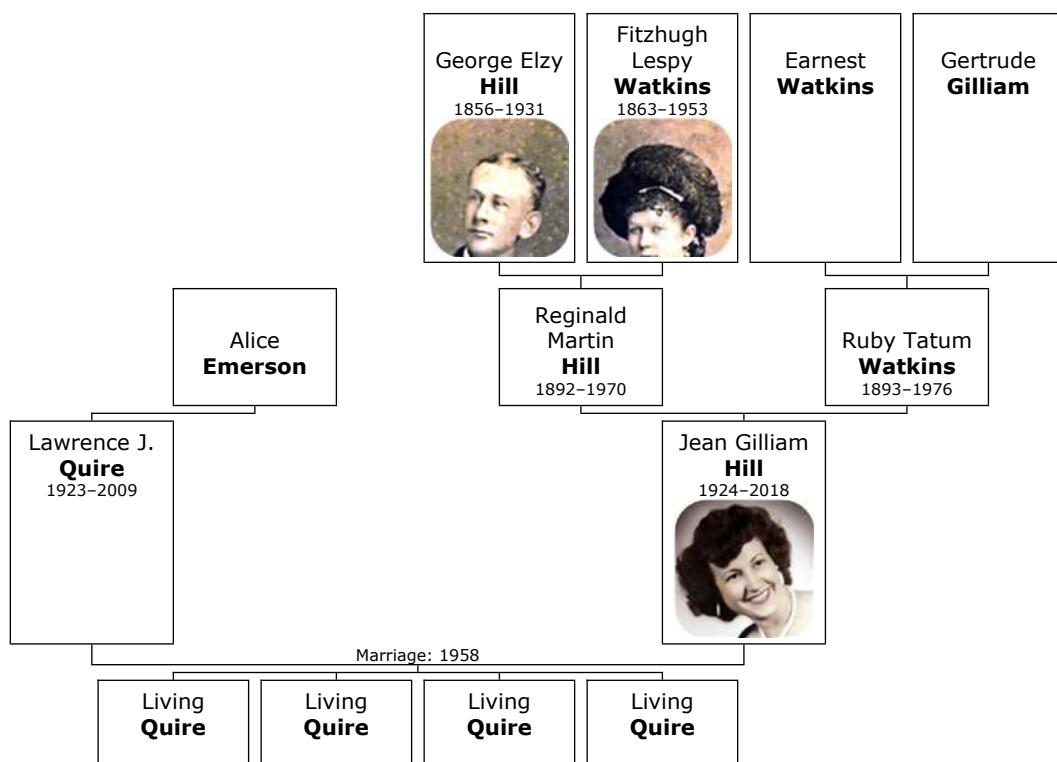 George Elzy
Hill
1856–1931
Fitzhugh
Lespy
Watkins
1863–1953
Earnest
Watkins
Gertrude
Gilliam
Alice
Emerson
Reginald
Martin
Hill
1892–1970
Ruby Tatum
Watkins
1893–1976
Lawrence J.
Quire
1923–2009
Jean Gilliam
Hill
1924–2018
Marriage: 1958
Living
Quire
Living
Quire
Living
Quire
Living
Quire